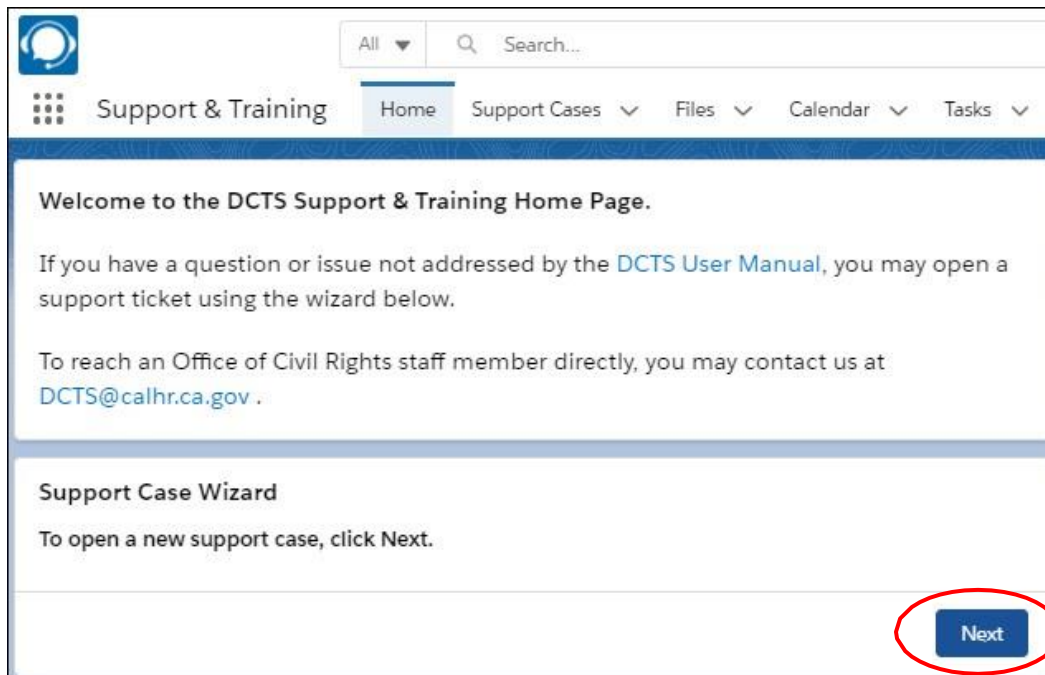 All Search...
Support & Training Home Support Cases Files Calendar Tasks
Welcome to the DCTS Support & Training Home Page.
If you have a question or issue not addressed by the DCTS User Manual, you may open a
support ticket using the wizard below.
To reach an Office of Civil Rights staff member directly, you may contact us at
DCTS@calhr.ca.gov .
Support Case Wizard
To open a new support case, click Next.
Next